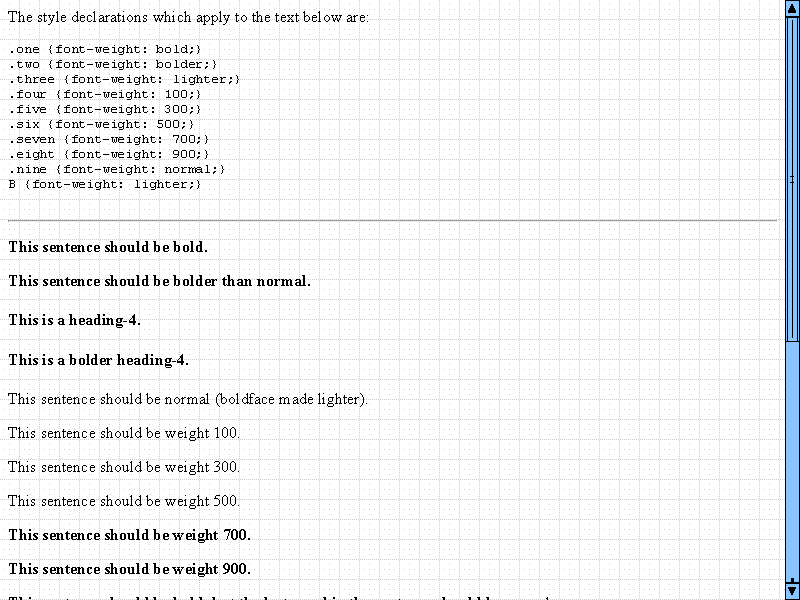 The style declarations which apply to the text below are:
.one {font-weight: bold;}
.two {font-weight: bolder;}
.three {font-weight: lighter;}
.four {font-weight: 100;}
.five {font-weight: 300;}
.six {font-weight: 500;}
.seven {font-weight: 700;}
.eight {font-weight: 900;}
.nine {font-weight: normal;}
B {font-weight: lighter;}
This sentence should be bold.
This sentence should be bolder than normal.
This is a heading-4.
This is a bolder heading-4.
This sentence should be normal (boldface made lighter).
This sentence should be weight 100.
This sentence should be weight 300.
This sentence should be weight 500.
This sentence should be weight 700.
This sentence should be weight 900.